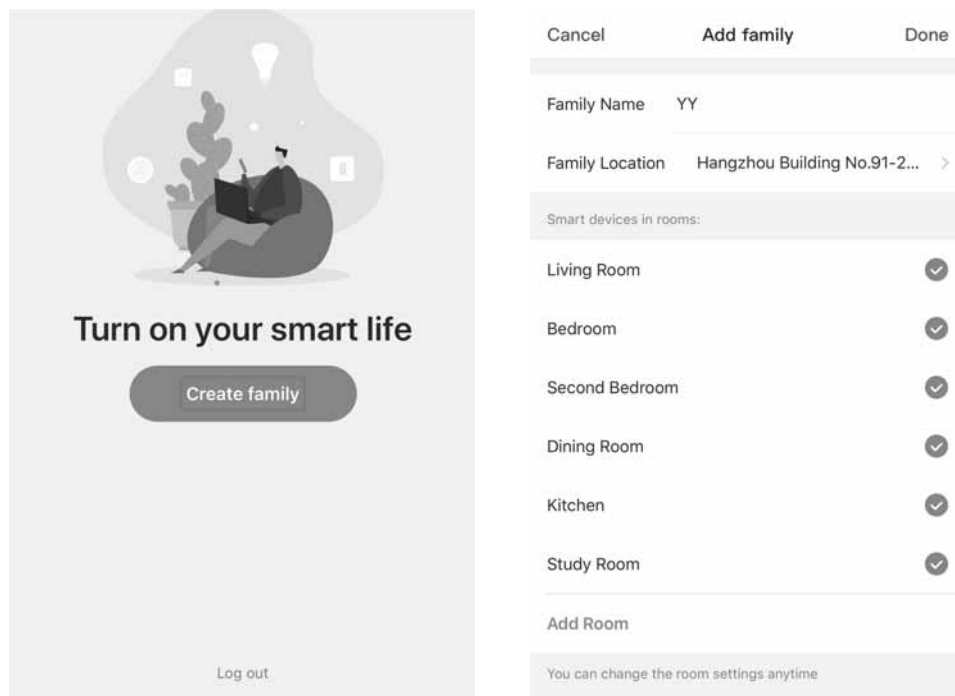 Turn on your smart life
Create family
Log out
Cancel Add family Done
Family Name YY
Family Location Hangzhou Building No.91-2...
Smart devices in rooms:
Living Room
Bedroom
Second Bedroom
Dining Room
Kitchen
Study Room
Add Room
You can change the room settings anytime